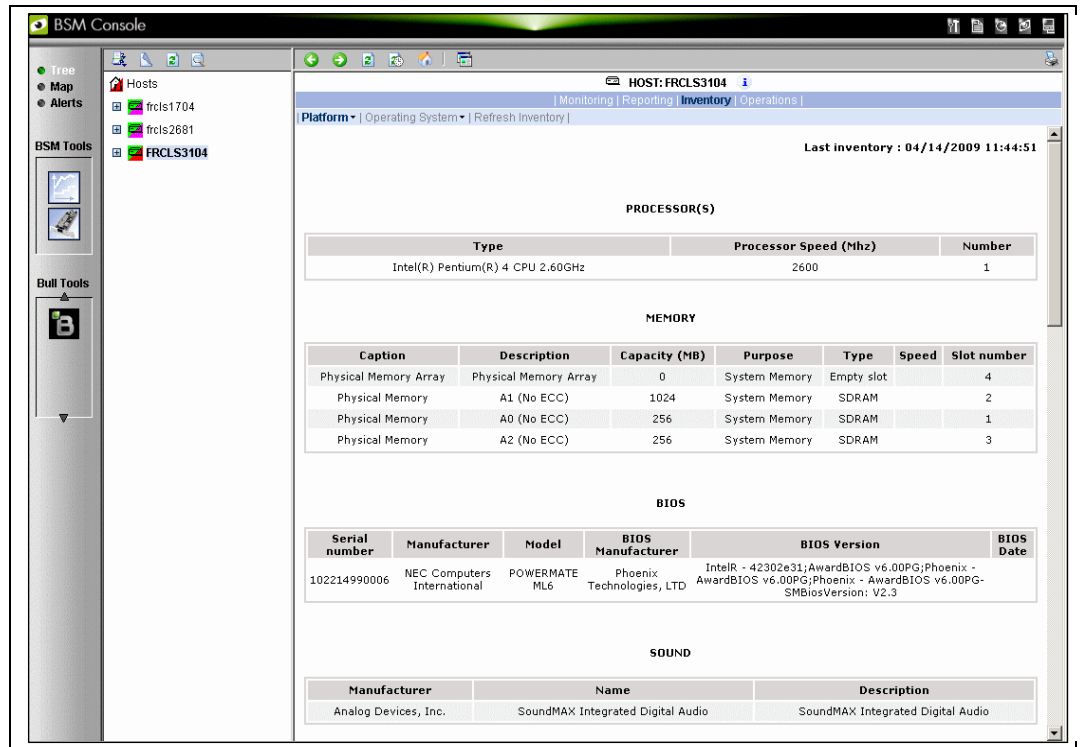 BSM Console
Tree
Map
Alerts
BSM Tools
Bull Tools
B
Hosts
frcls1704
frcls2681
FRCLS3104
HOST: FRCLS3104 i
| Monitoring | Reporting | Inventory | Operations |
| Platform | Operating System | Refresh Inventory |
Last inventory : 04/14/2009 11:44:51
PROCESSOR(S)
Type Processor Speed (Mhz) Number
Intel(R) Pentium(R) 4 CPU 2.60GHz 2600 1
MEMORY
Caption Description Capacity (MB) Purpose Type Speed Slot number
Physical Memory Array Physical Memory Array 0 System Memory Empty slot 4
Physical Memory A1 (No ECC) 1024 System Memory SDRAM 2
Physical Memory A0 (No ECC) 256 System Memory SDRAM 1
Physical Memory A2 (No ECC) 256 System Memory SDRAM 3
BIOS
Serial number Manufacturer Model BIOS Manufacturer BIOS Version BIOS Date
102214990006 NEC Computers International POWERMATE ML6 Phoenix Technologies, LTD IntelR - 42302e31;AwardBIOS v6.00PG;Phoenix - AwardBIOS v6.00PG;Phoenix - AwardBIOS v6.00PG-SMBiosVersion: V2.3
SOUND
Manufacturer Name Description
Analog Devices, Inc. SoundMAX Integrated Digital Audio SoundMAX Integrated Digital Audio